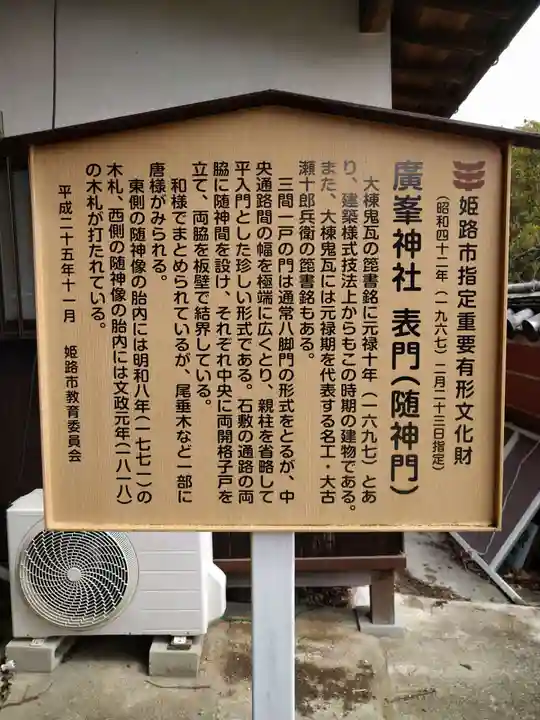 姫路市指定重要有形文化財
（昭和四十二年（一九六七）二月二十三日指定）
廣峯神社 表門（随神門）
大棟鬼瓦の箆書銘に元禄十年（一六九七）とあ
り、建築様式技法上からもこの時期の建物である。
また、大棟鬼瓦には元禄期を代表する名工・大古
瀬十郎兵衛の箆書銘もある。
三間一戸の門は通常八脚門の形式をとるが、中
央通路間の幅を極端に広くとり、親柱を省略して
平入門とした珍しい形式である。石敷の通路の両
脇に随神間を設け、それぞれ中央に両開格子戸を
立て、両脇を板壁で結界している。
和様でまとめられているが、尾垂木など一部に
唐様がみられる。
東側の随神像の胎内には明和八年（一七七一）の
木札、西側の随神像の胎内には文政元年（一八一八）
の木札が打たれている。
平成二十五年十一月 姫路市教育委員会